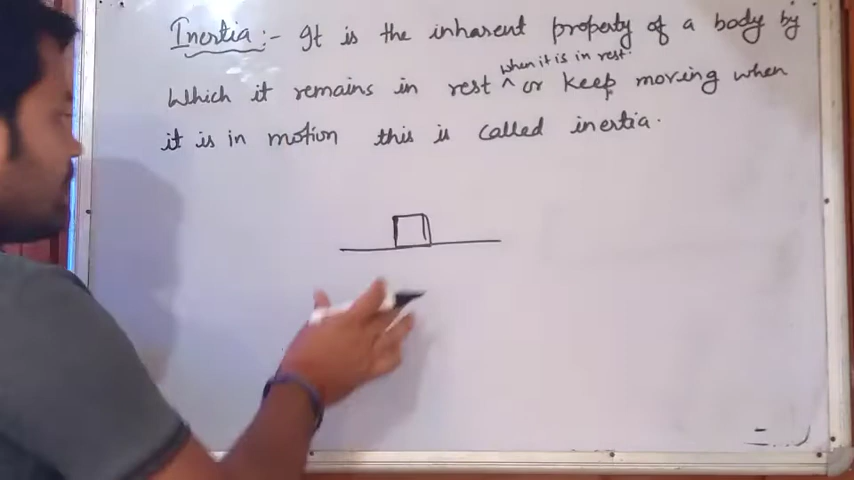 Inertia :- It is the inharent property of a body by
which it remains in rest ^ when it is in rest. or keep moving when
it is in motion this is called inertia.